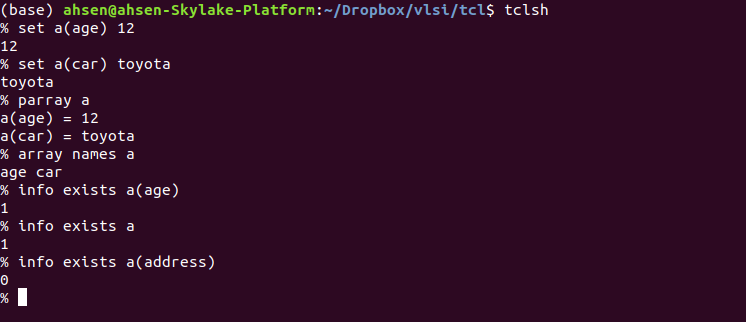 (base) ahsen@ahsen-Skylake-Platform:~/Dropbox/vlsi/tcl$ tclsh
% set a(age) 12
12
% set a(car) toyota
toyota
% parray a
a(age) = 12
a(car) = toyota
% array names a
age car
% info exists a(age)
1
% info exists a
1
% info exists a(address)
0
%